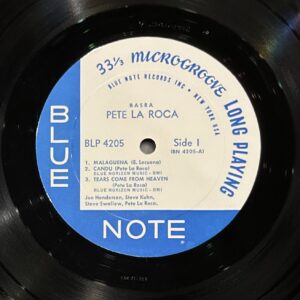 33⅓ MICROGROOVE LONG PLAYING
BLUE NOTE RECORDS INC • NEW YORK USA
BASRA
PETE LA ROCA
BLP 4205
Side I
(BN 4205-A)
1. MALAGUENA (E. Lecuona)
2. CANDU (Pete La Roca)
BLUE HORIZON MUSIC - BMI
3. TEARS COME FROM HEAVEN
(Pete La Roca)
BLUE HORIZON MUSIC - BMI
Joe Henderson, Steve Kuhn,
Steve Swallow, Pete La Roca.
BLUE
NOTE